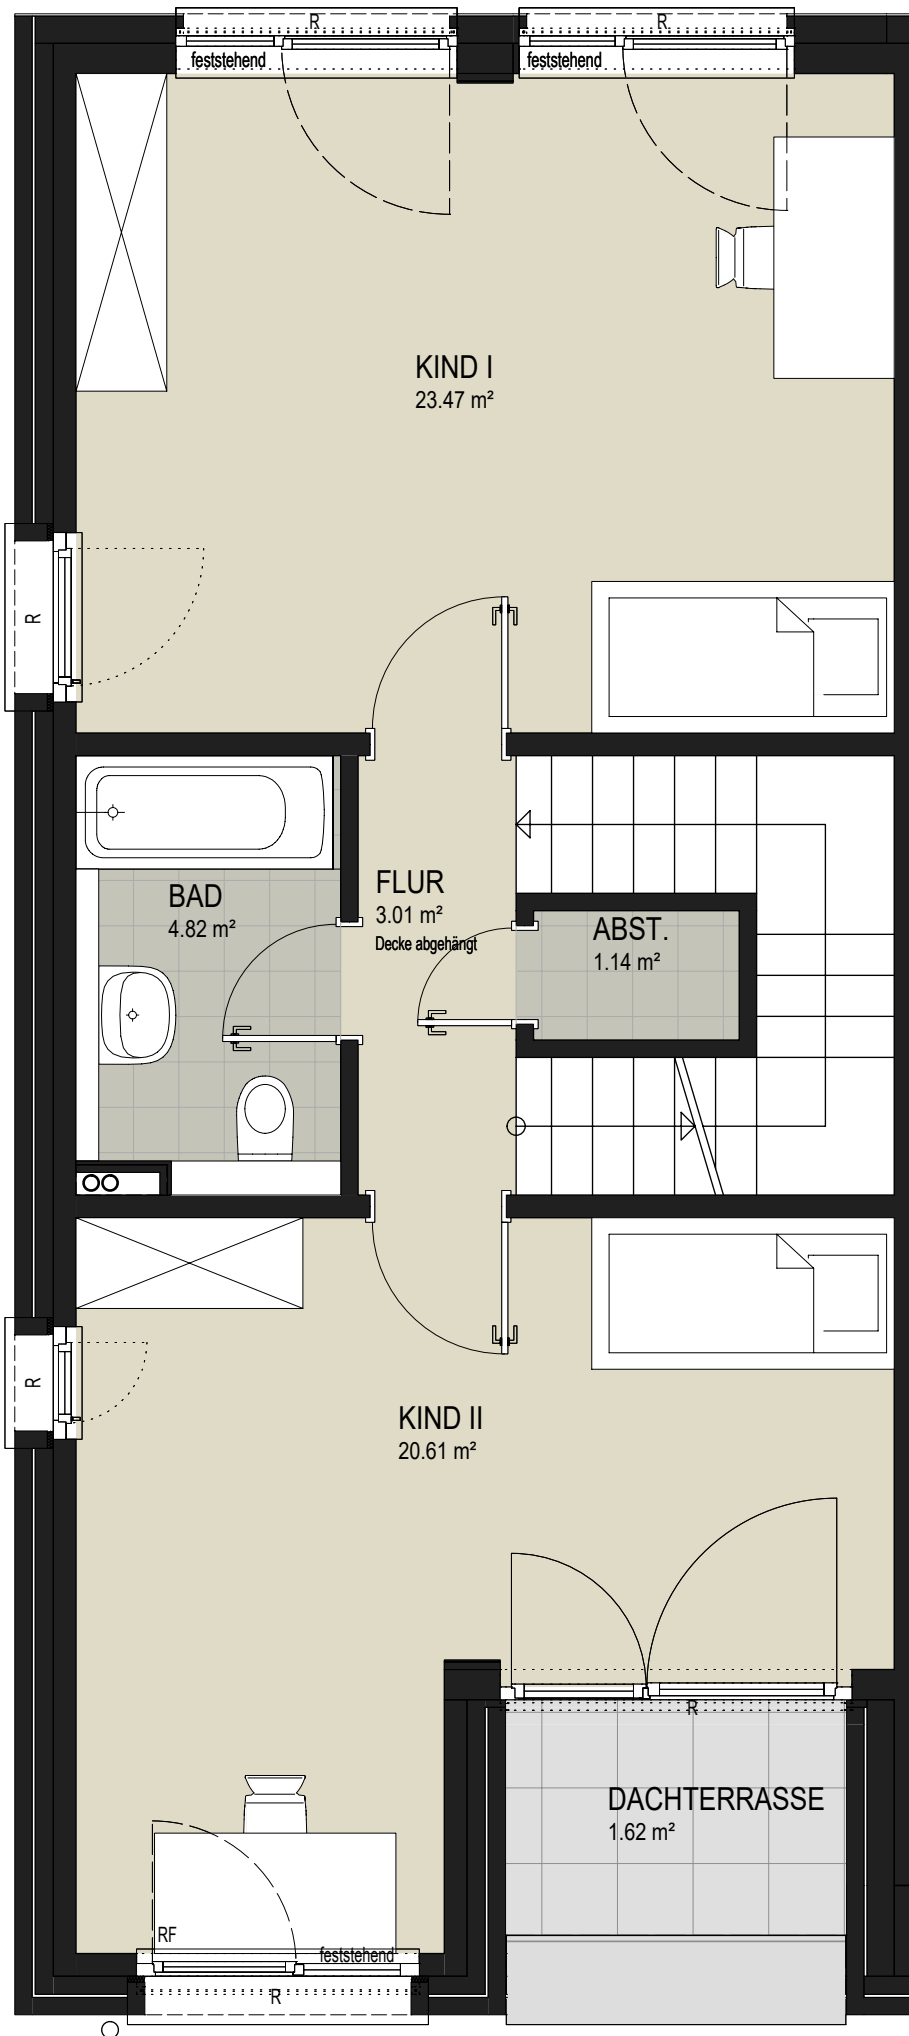 R
R
feststehend
feststehend
KIND I
23.47 m²
R
BAD
4.82 m²
FLUR
3.01 m²
Decke abgehängt
ABST.
1.14 m²
R
KIND II
20.61 m²
R
DACHTERRASSE
1.62 m²
RF
feststehend
R